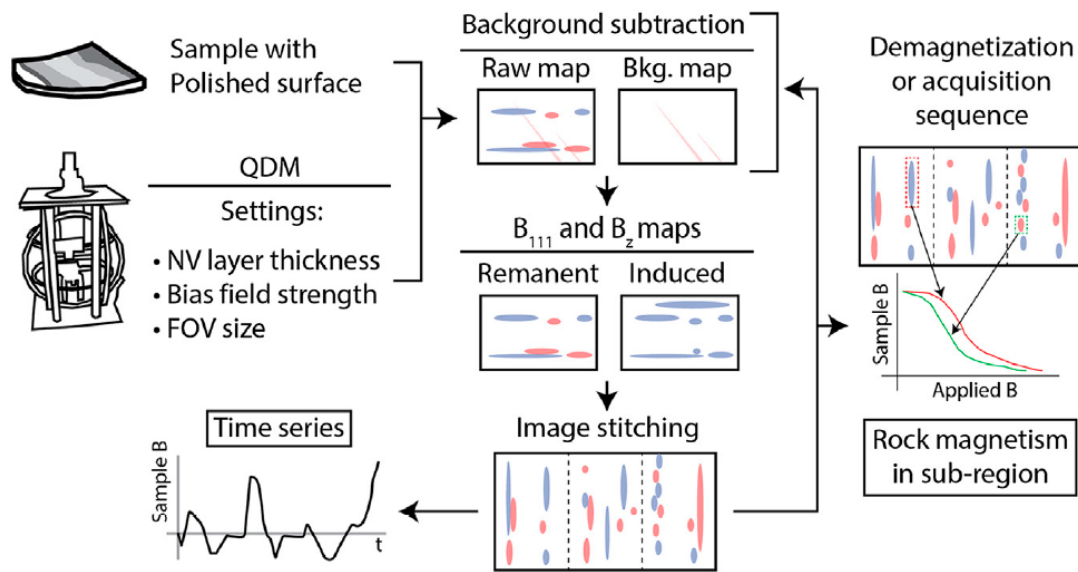 Sample with
Polished surface
QDM
Settings:
• NV layer thickness
• Bias field strength
• FOV size
Background subtraction
Raw map
Bkg. map
B111 and Bz maps
Remanent
Induced
Image stitching
Time series
Sample B
t
Demagnetization
or acquisition
sequence
Sample B
Applied B
Rock magnetism
in sub-region